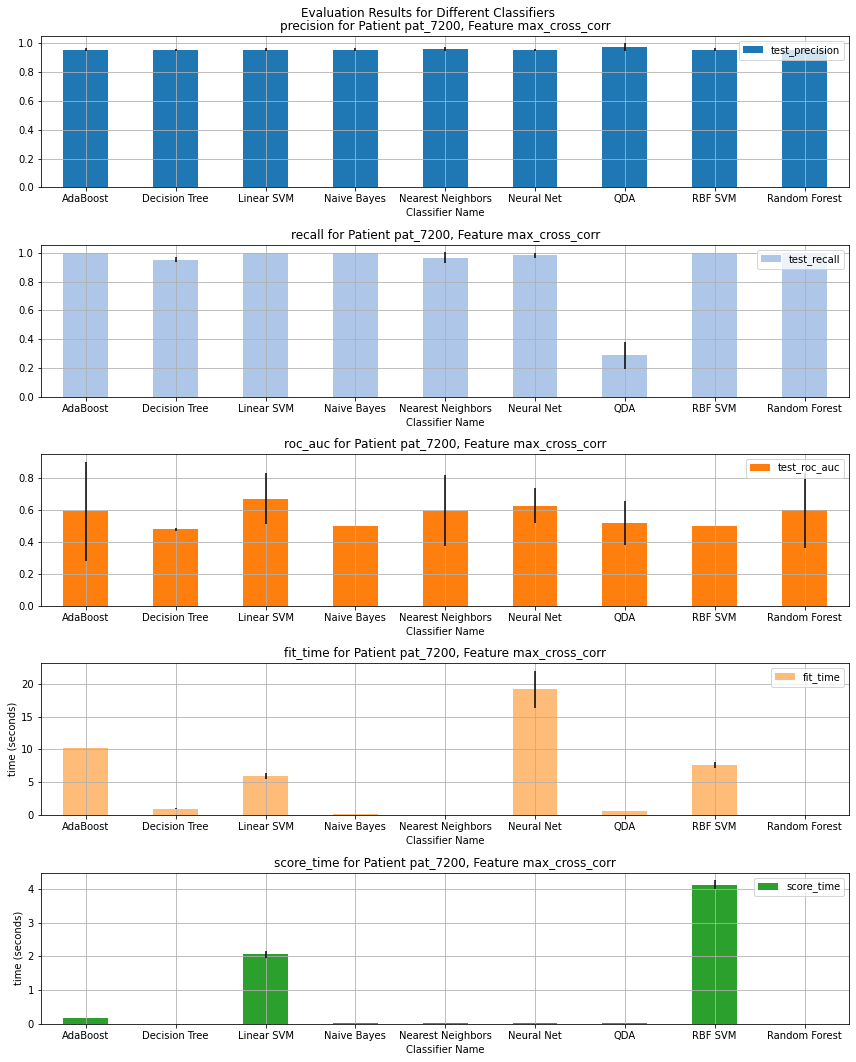 Evaluation Results for Different Classifiers
precision for Patient pat_7200, Feature max_cross_corr
1.0
0.8
0.6
0.4
0.2
0.0
test_precision
AdaBoost Decision Tree Linear SVM Naive Bayes Nearest Neighbors Neural Net QDA RBF SVM Random Forest
Classifier Name
recall for Patient pat_7200, Feature max_cross_corr
1.0
0.8
0.6
0.4
0.2
0.0
test_recall
AdaBoost Decision Tree Linear SVM Naive Bayes Nearest Neighbors Neural Net QDA RBF SVM Random Forest
Classifier Name
roc_auc for Patient pat_7200, Feature max_cross_corr
0.8
0.6
0.4
0.2
0.0
test_roc_auc
AdaBoost Decision Tree Linear SVM Naive Bayes Nearest Neighbors Neural Net QDA RBF SVM Random Forest
Classifier Name
fit_time for Patient pat_7200, Feature max_cross_corr
time (seconds)
20
15
10
5
0
fit_time
AdaBoost Decision Tree Linear SVM Naive Bayes Nearest Neighbors Neural Net QDA RBF SVM Random Forest
Classifier Name
score_time for Patient pat_7200, Feature max_cross_corr
time (seconds)
4
3
2
1
0
score_time
AdaBoost Decision Tree Linear SVM Naive Bayes Nearest Neighbors Neural Net QDA RBF SVM Random Forest
Classifier Name